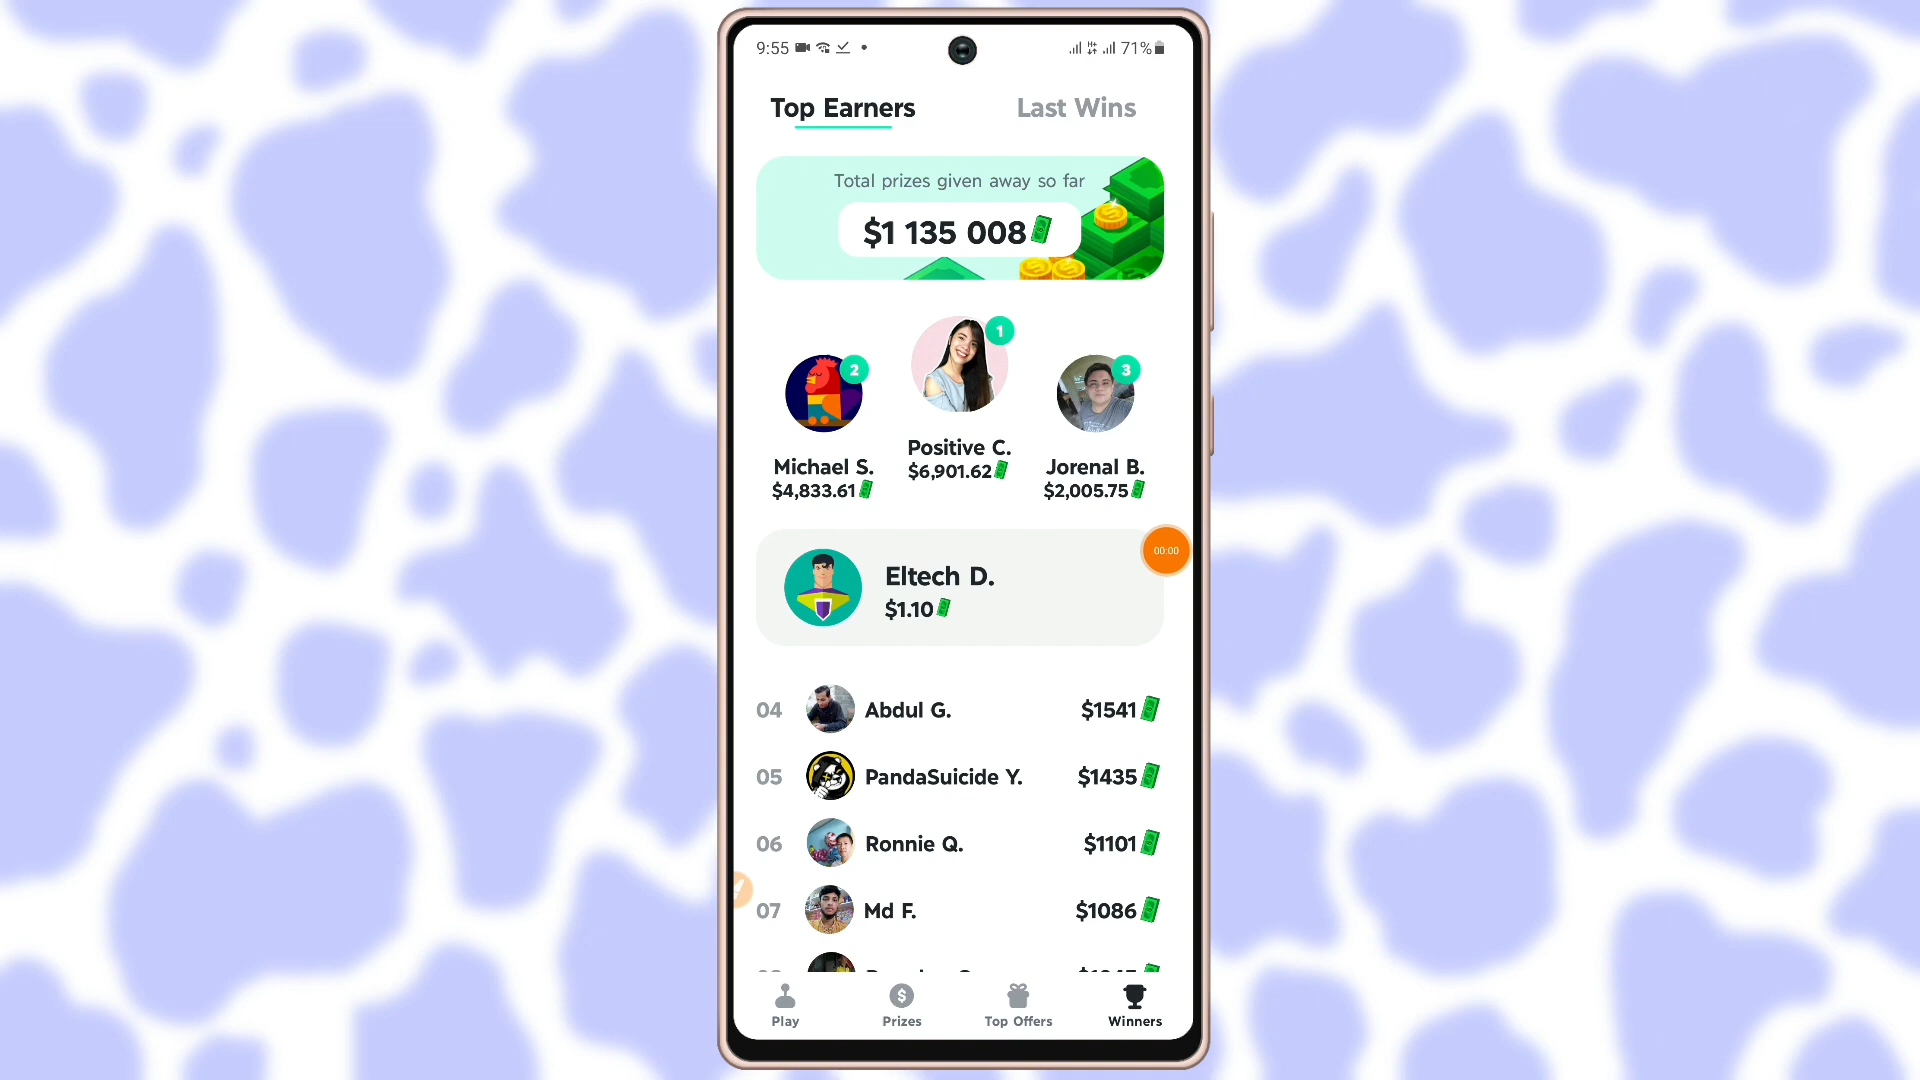 9:55
71%
Top Earners
Last Wins
Total prizes given away so far
$1 135 008
1
2
3
Positive C.
$6,901.62
Michael S.
$4,833.61
Jorenal B.
$2,005.75
00:00
Eltech D.
$1.10
04 Abdul G. $1541
05 PandaSuicide Y. $1435
06 Ronnie Q. $1101
07 Md F. $1086
Play
Prizes
Top Offers
Winners